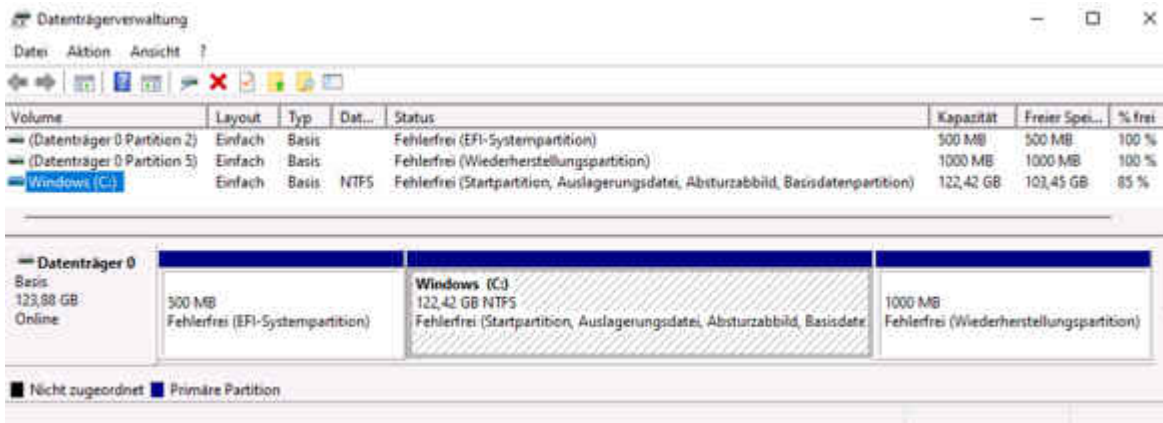 Datenträgerverwaltung
Datei Aktion Ansicht ?
Volume Layout Typ Dat... Status Kapazität Freier Spei... % frei
(Datenträger 0 Partition 2) Einfach Basis Fehlerfrei (EFI-Systempartition) 500 MB 500 MB 100 %
(Datenträger 0 Partition 5) Einfach Basis Fehlerfrei (Wiederherstellungspartition) 1000 MB 1000 MB 100 %
Windows (C:) Einfach Basis NTFS Fehlerfrei (Startpartition, Auslagerungsdatei, Absturzabbild, Basisdatenpartition) 122,42 GB 103,45 GB 85 %
Datenträger 0
Basis
123,88 GB
Online
500 MB
Fehlerfrei (EFI-Systempartition)
Windows (C:)
122,42 GB NTFS
Fehlerfrei (Startpartition, Auslagerungsdatei, Absturzabbild, Basisdate
1000 MB
Fehlerfrei (Wiederherstellungspartition)
Nicht zugeordnet Primäre Partition